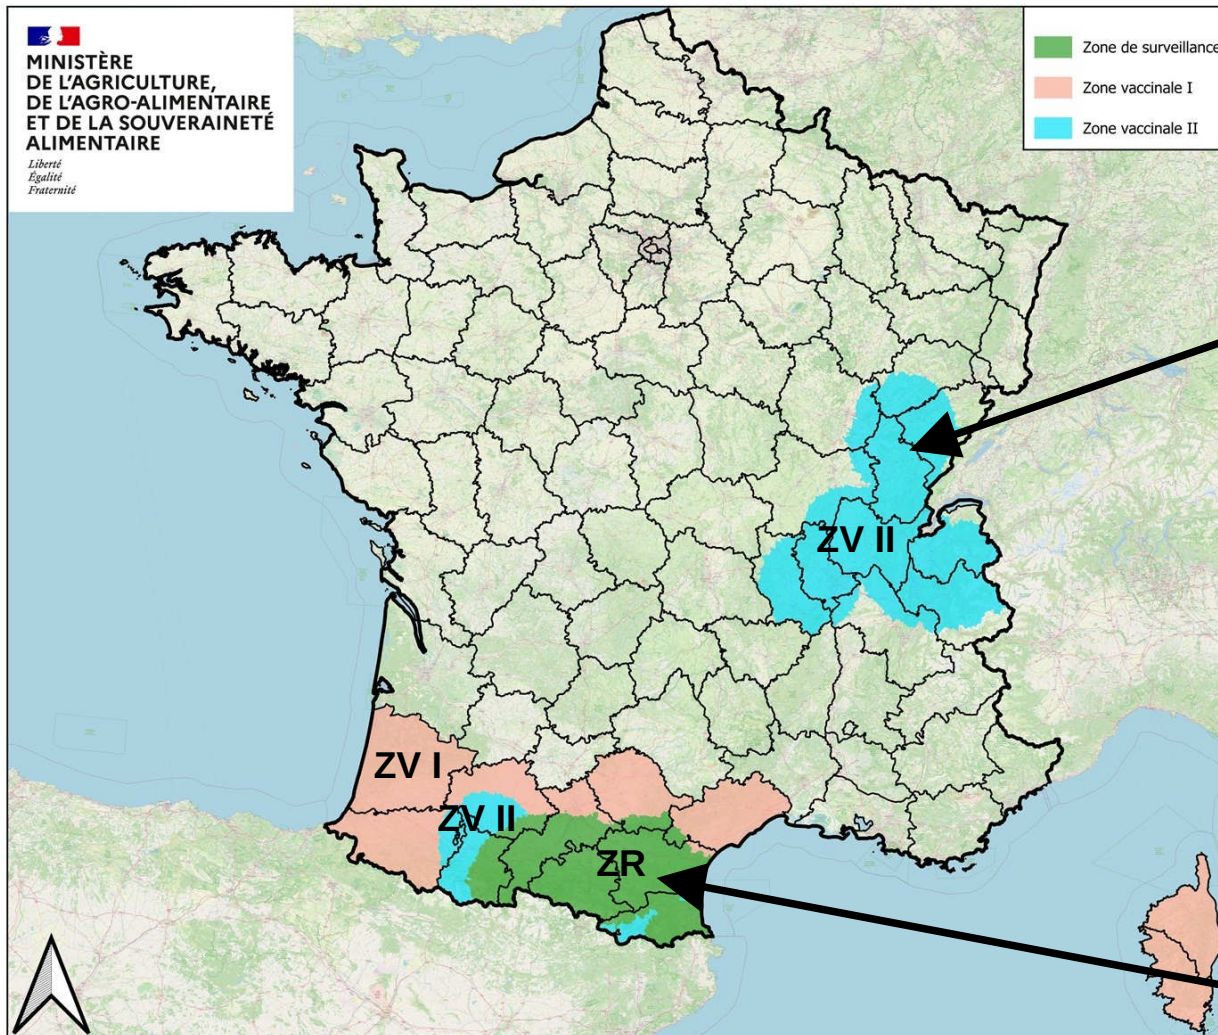 MINISTÈRE
DE L'AGRICULTURE,
DE L'AGRO-ALIMENTAIRE
ET DE LA SOUVERAINETÉ
ALIMENTAIRE
Liberté
Égalité
Fraternité
Zone de surveillance
Zone vaccinale I
Zone vaccinale II
ZV II
ZV I
ZV II
ZR